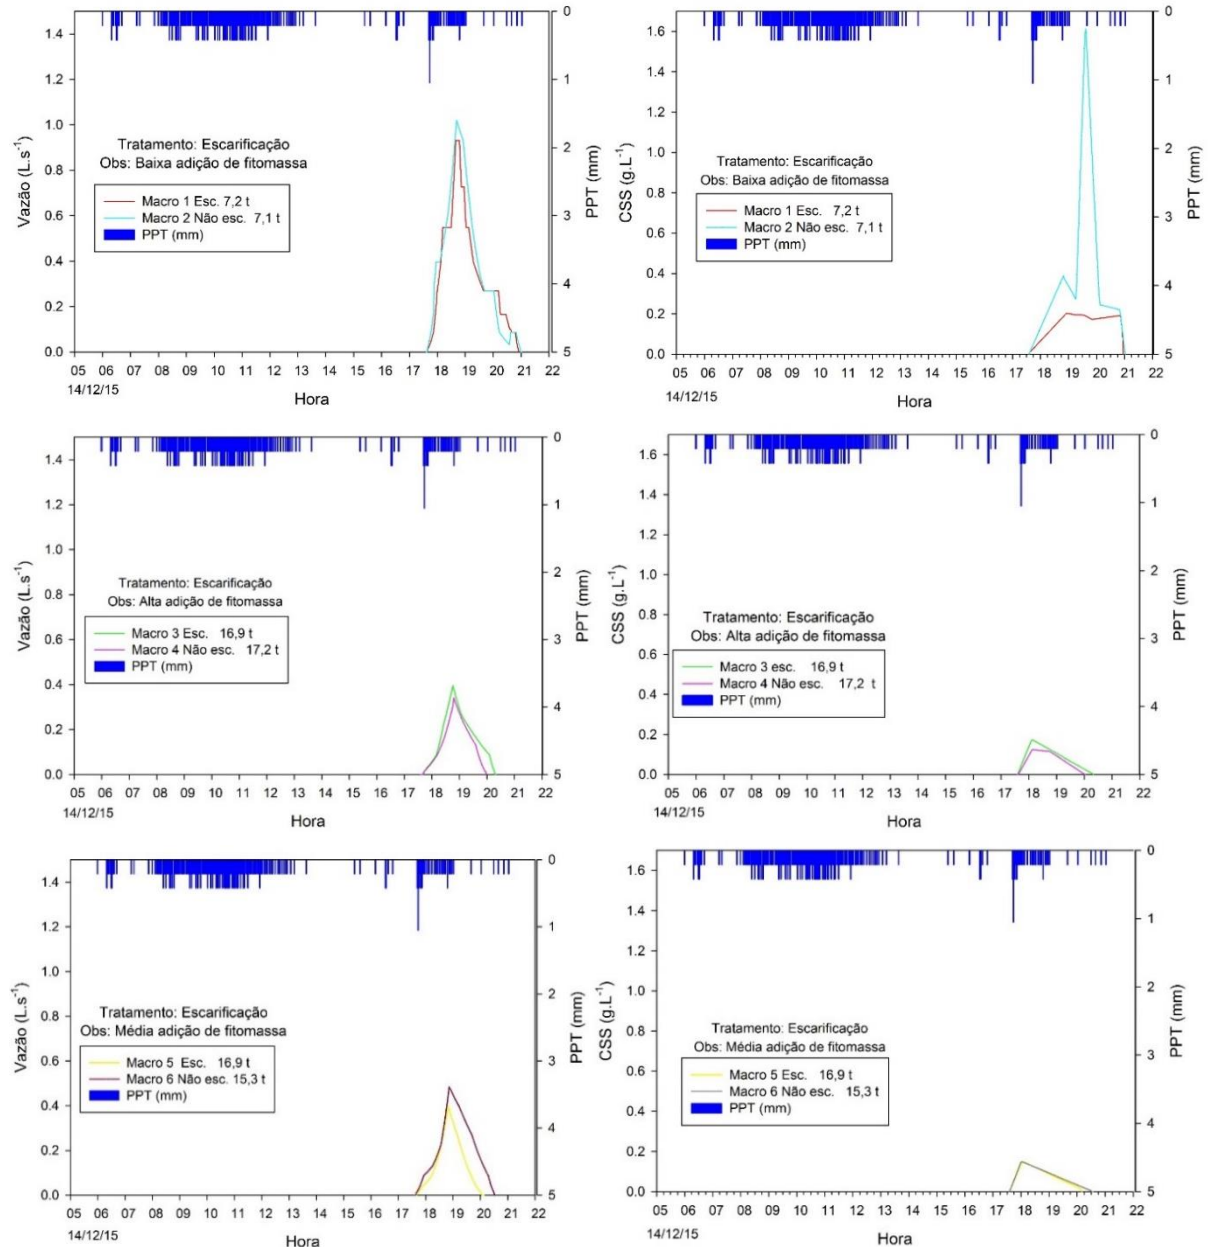 Vazão (L.s-1)
1.4
1.2
1.0
0.8
0.6
0.4
0.2
0.0
Tratamento: Escarificação
Obs: Baixa adição de fitomassa
Macro 1 Esc. 7,2 t
Macro 2 Não esc. 7,1 t
PPT (mm)
0
1
2
3
4
5
PPT (mm)
05 06 07 08 09 10 11 12 13 14 15 16 17 18 19 20 21 22
14/12/15
Hora
CSS (g.L-1)
1.6
1.4
1.2
1.0
0.8
0.6
0.4
0.2
0.0
Tratamento: Escarificação
Obs: Baixa adição de fitomassa
Macro 1 Esc. 7,2 t
Macro 2 Não esc. 7,1 t
PPT (mm)
0
1
2
3
4
5
PPT (mm)
05 06 07 08 09 10 11 12 13 14 15 16 17 18 19 20 21 22
14/12/15
Hora
Vazão (L.s-1)
1.4
1.2
1.0
0.8
0.6
0.4
0.2
0.0
Tratamento: Escarificação
Obs: Alta adição de fitomassa
Macro 3 Esc. 16,9 t
Macro 4 Não esc. 17,2 t
PPT (mm)
0
1
2
3
4
5
PPT (mm)
05 06 07 08 09 10 11 12 13 14 15 16 17 18 19 20 21 22
14/12/15
Hora
CSS (g.L-1)
1.6
1.4
1.2
1.0
0.8
0.6
0.4
0.2
0.0
Tratamento: Escarificação
Obs: Alta adição de fitomassa
Macro 3 esc. 16,9 t
Macro 4 Não esc. 17,2 t
PPT (mm)
0
1
2
3
4
5
PPT (mm)
05 06 07 08 09 10 11 12 13 14 15 16 17 18 19 20 21 22
14/12/15
Hora
Vazão (L.s-1)
1.4
1.2
1.0
0.8
0.6
0.4
0.2
0.0
Tratamento: Escarificação
Obs: Média adição de fitomassa
Macro 5 Esc. 16,9 t
Macro 6 Não esc. 15,3 t
PPT (mm)
0
1
2
3
4
5
PPT (mm)
05 06 07 08 09 10 11 12 13 14 15 16 17 18 19 20 21 22
14/12/15
Hora
CSS (g.L-1)
1.6
1.4
1.2
1.0
0.8
0.6
0.4
0.2
0.0
Tratamento: Escarificação
Obs: Média adição de fitomassa
Macro 5 Esc. 16,9 t
Macro 6 Não esc. 15,3 t
PPT (mm)
0
1
2
3
4
5
PPT (mm)
05 06 07 08 09 10 11 12 13 14 15 16 17 18 19 20 21 22
14/12/15
Hora